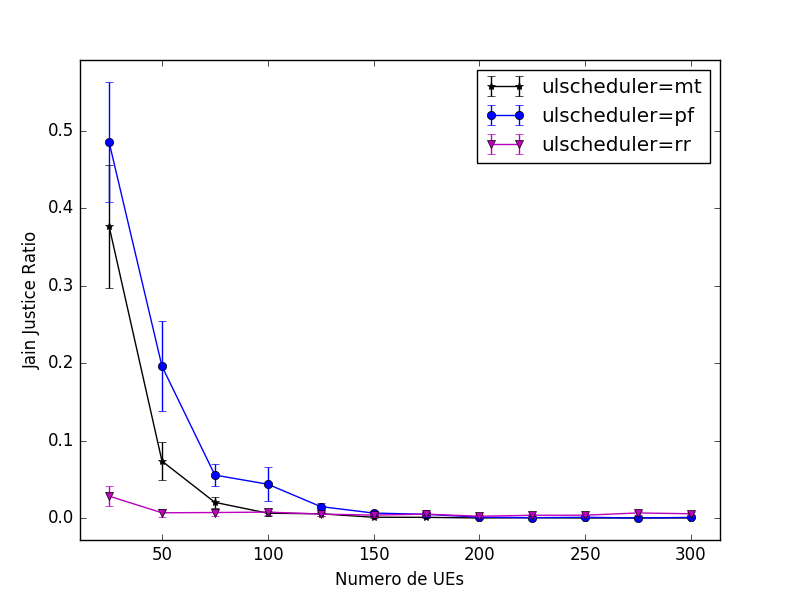 ulscheduler=mt
ulscheduler=pf
ulscheduler=rr
0.5
0.4
0.3
0.2
0.1
0.0
Jain Justice Ratio
50 100 150 200 250 300
Numero de UEs